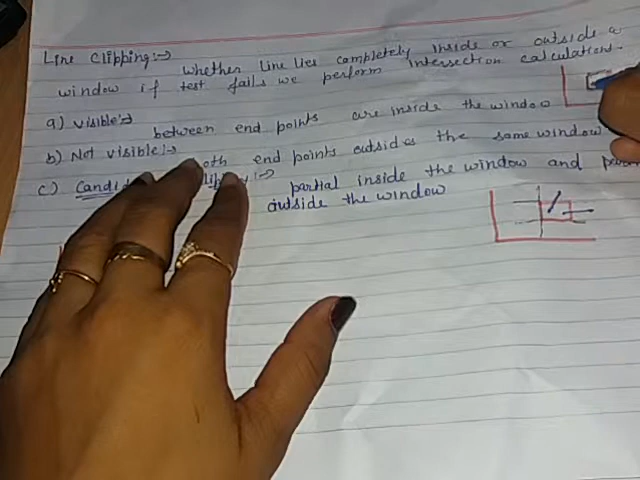 Line Clipping :→
Whether Line Lies completely inside or outside a
window if test fails we perform intersection calculation.
a) Visible :→
between end points are inside the window
b) Not Visible :→
both end points outsides the same window
c) :→
partial inside the window and
outside the window